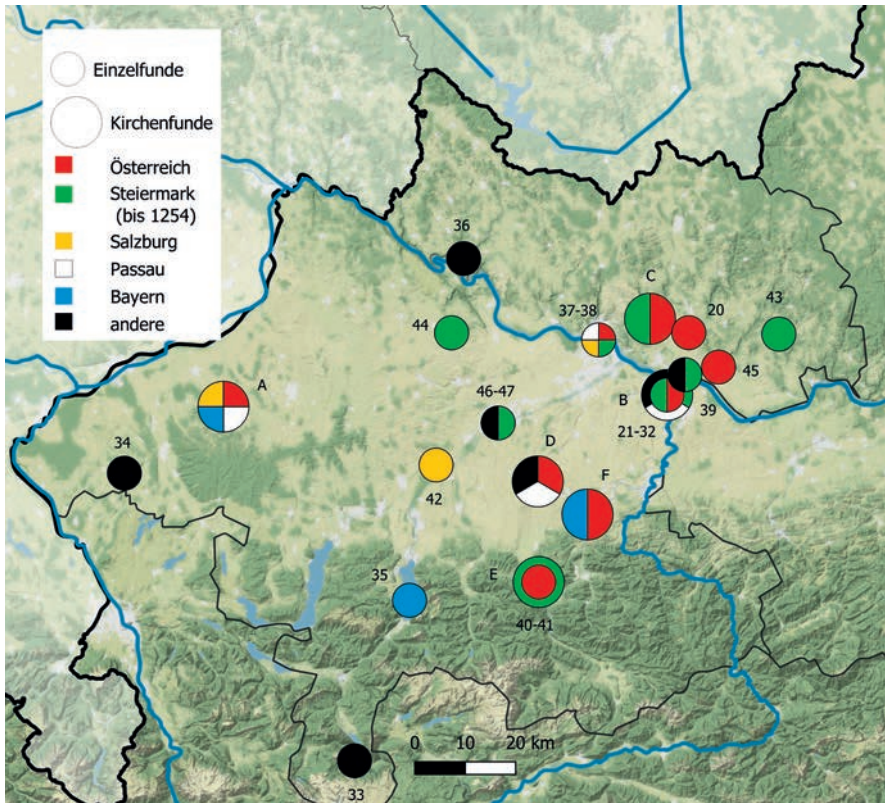 Einzelfunde
Kirchenfunde
Österreich
Steiermark
(bis 1254)
Salzburg
Passau
Bayern
andere
36
C
37-38
20
43
44
45
A
46-47
B
39
21-32
34
D
42
F
35
E
40-41
0 10 20 km
33